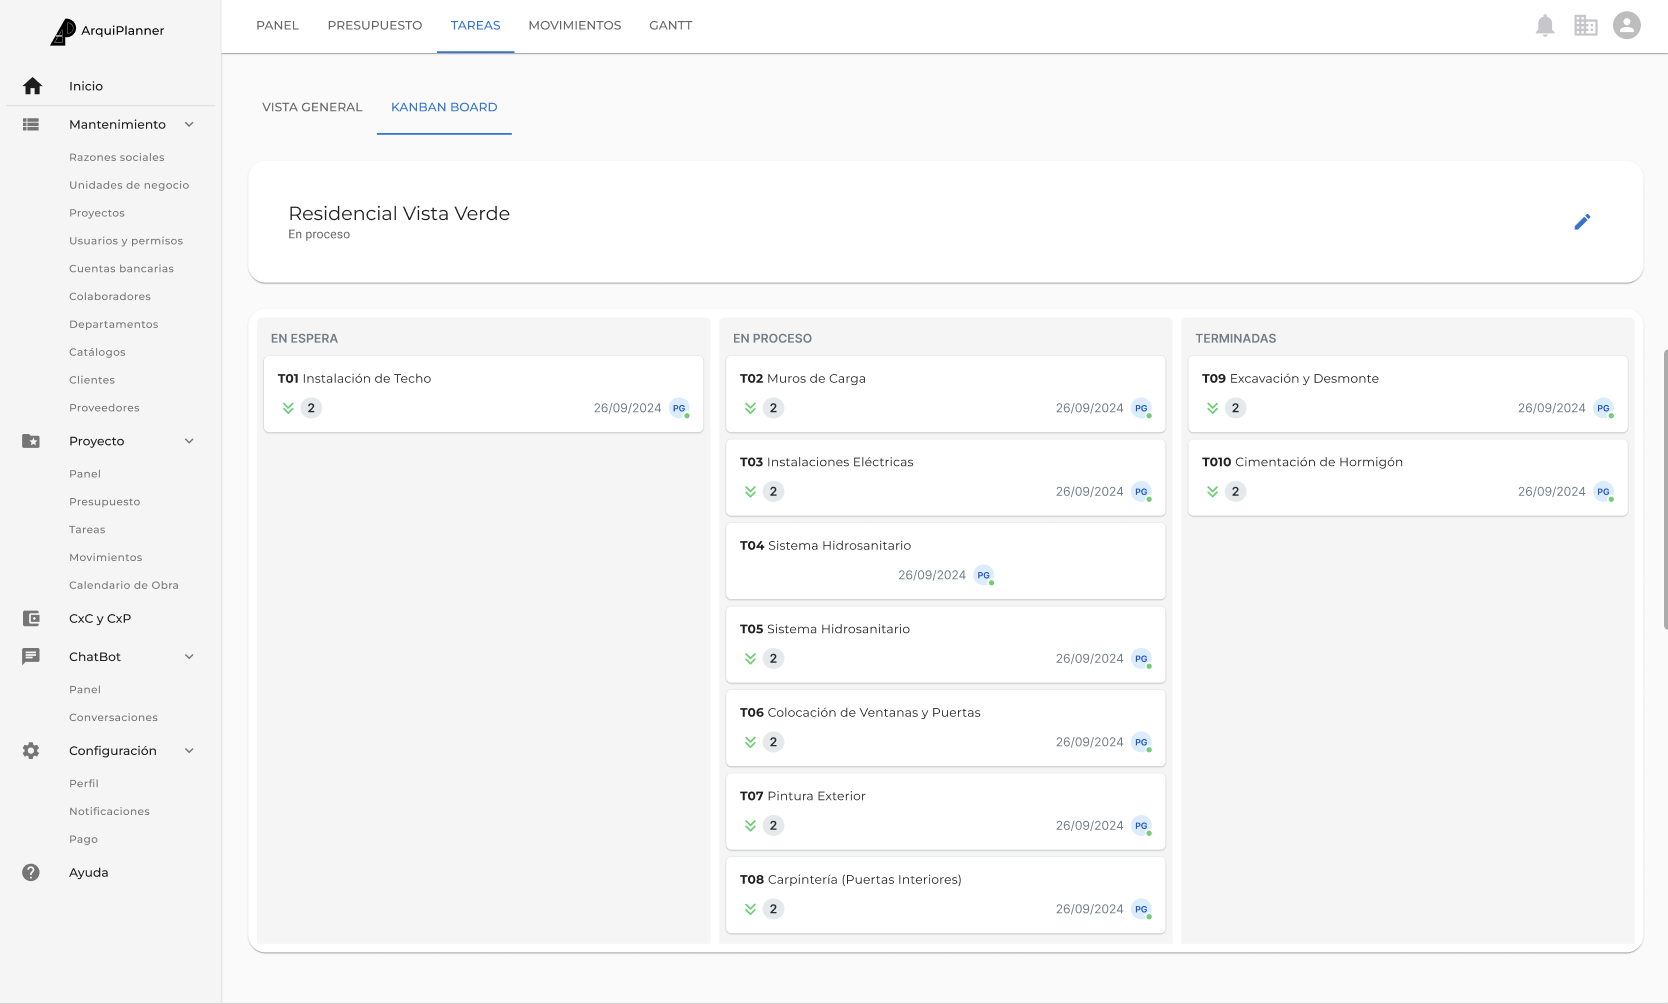 ArquiPlanner
Inicio
Mantenimiento
Razones sociales
Unidades de negocio
Proyectos
Usuarios y permisos
Cuentas bancarias
Colaboradores
Departamentos
Catálogos
Clientes
Proveedores
Proyecto
Panel
Presupuesto
Tareas
Movimientos
Calendario de Obra
CxC y CxP
ChatBot
Panel
Conversaciones
Configuración
Perfil
Notificaciones
Pago
Ayuda
PANEL PRESUPUESTO TAREAS MOVIMIENTOS GANTT
VISTA GENERAL KANBAN BOARD
Residencial Vista Verde
En proceso
EN ESPERA
T01 Instalación de Techo
2 26/09/2024 PG
EN PROCESO
T02 Muros de Carga
2 26/09/2024 PG
T03 Instalaciones Eléctricas
2 26/09/2024 PG
T04 Sistema Hidrosanitario
26/09/2024 PG
T05 Sistema Hidrosanitario
2 26/09/2024 PG
T06 Colocación de Ventanas y Puertas
2 26/09/2024 PG
T07 Pintura Exterior
2 26/09/2024 PG
T08 Carpintería (Puertas Interiores)
2 26/09/2024 PG
TERMINADAS
T09 Excavación y Desmonte
2 26/09/2024 PG
T010 Cimentación de Hormigón
2 26/09/2024 PG